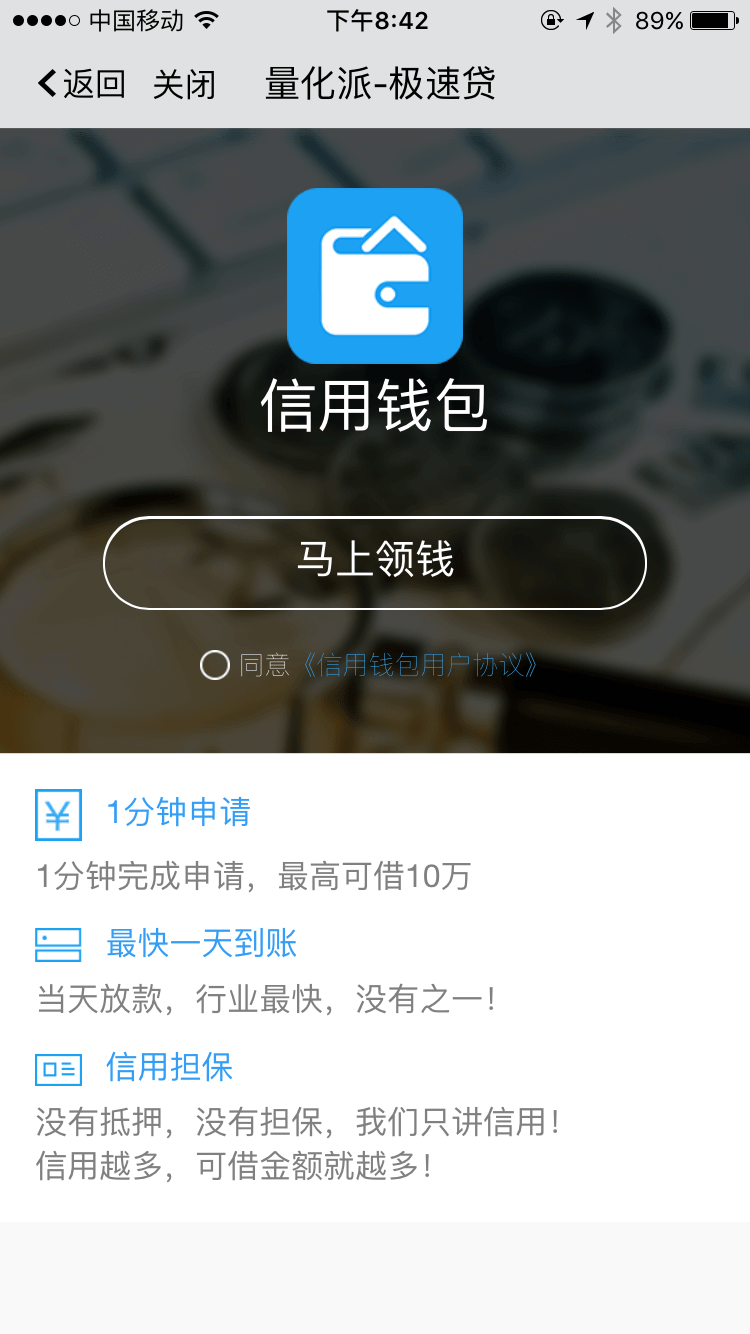 中国移动 下午8:42 89%
返回 关闭 量化派-极速贷
信用钱包
马上领钱
同意《信用钱包用户协议》
¥ 1分钟申请
1分钟完成申请，最高可借10万
最快一天到账
当天放款，行业最快，没有之一！
信用担保
没有抵押，没有担保，我们只讲信用！
信用越多，可借金额就越多！